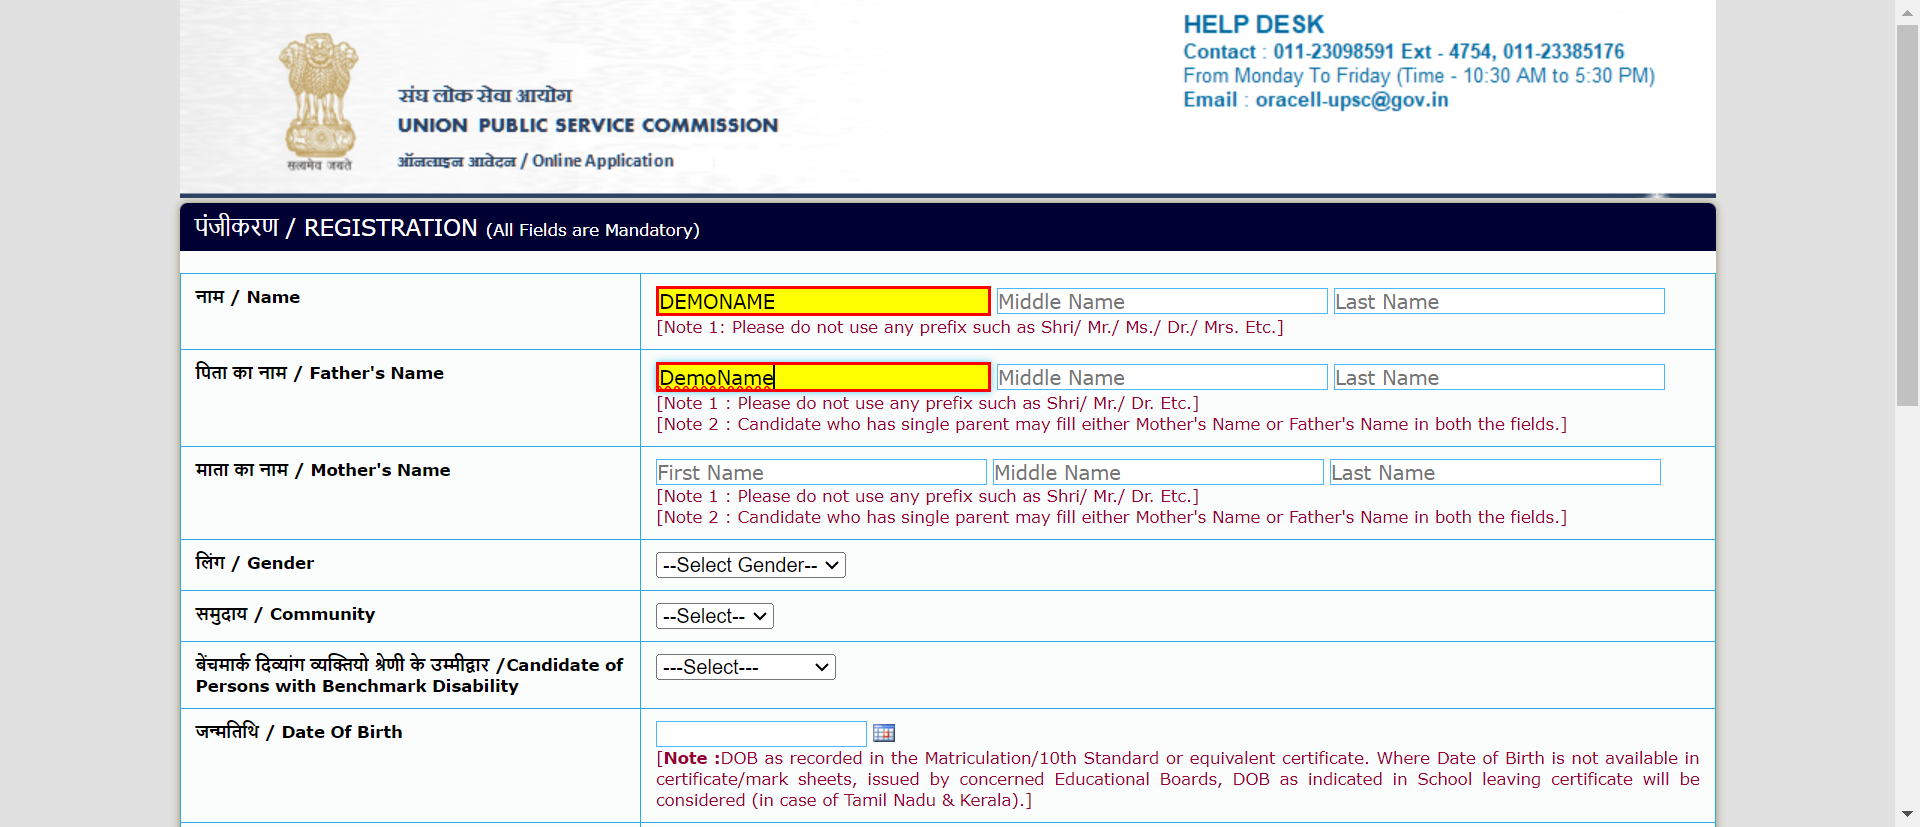 HELP DESK
Contact : 011-23098591 Ext - 4754, 011-23385176
From Monday To Friday (Time - 10:30 AM to 5:30 PM)
Email : oracell-upsc@gov.in
सत्यमेव जयते
संघ लोक सेवा आयोग
UNION PUBLIC SERVICE COMMISSION
ऑनलाइन आवेदन / Online Application
पंजीकरण / REGISTRATION (All Fields are Mandatory)
नाम / Name
DEMONAME Middle Name Last Name
[Note 1: Please do not use any prefix such as Shri/ Mr./ Ms./ Dr./ Mrs. Etc.]
पिता का नाम / Father's Name
DemoName Middle Name Last Name
[Note 1 : Please do not use any prefix such as Shri/ Mr./ Dr. Etc.]
[Note 2 : Candidate who has single parent may fill either Mother's Name or Father's Name in both the fields.]
माता का नाम / Mother's Name
First Name Middle Name Last Name
[Note 1 : Please do not use any prefix such as Shri/ Mr./ Dr. Etc.]
[Note 2 : Candidate who has single parent may fill either Mother's Name or Father's Name in both the fields.]
लिंग / Gender
--Select Gender--
समुदाय / Community
--Select--
बेंचमार्क दिव्यांग व्यक्तियो श्रेणी के उम्मीद्वार /Candidate of
Persons with Benchmark Disability
---Select---
जन्मतिथि / Date Of Birth
[Note :DOB as recorded in the Matriculation/10th Standard or equivalent certificate. Where Date of Birth is not available in
certificate/mark sheets, issued by concerned Educational Boards, DOB as indicated in School leaving certificate will be
considered (in case of Tamil Nadu & Kerala).]